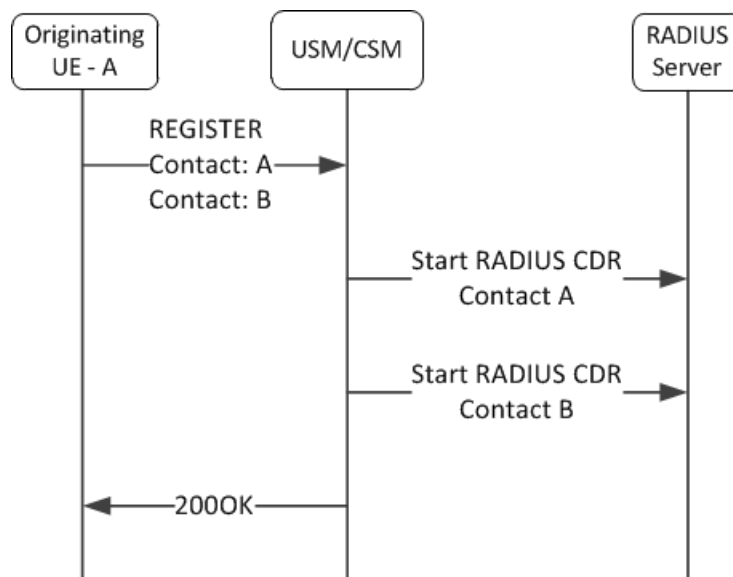 Originating
UE - A
USM/CSM
RADIUS
Server
REGISTER
Contact: A
Contact: B
Start RADIUS CDR
Contact A
Start RADIUS CDR
Contact B
200OK